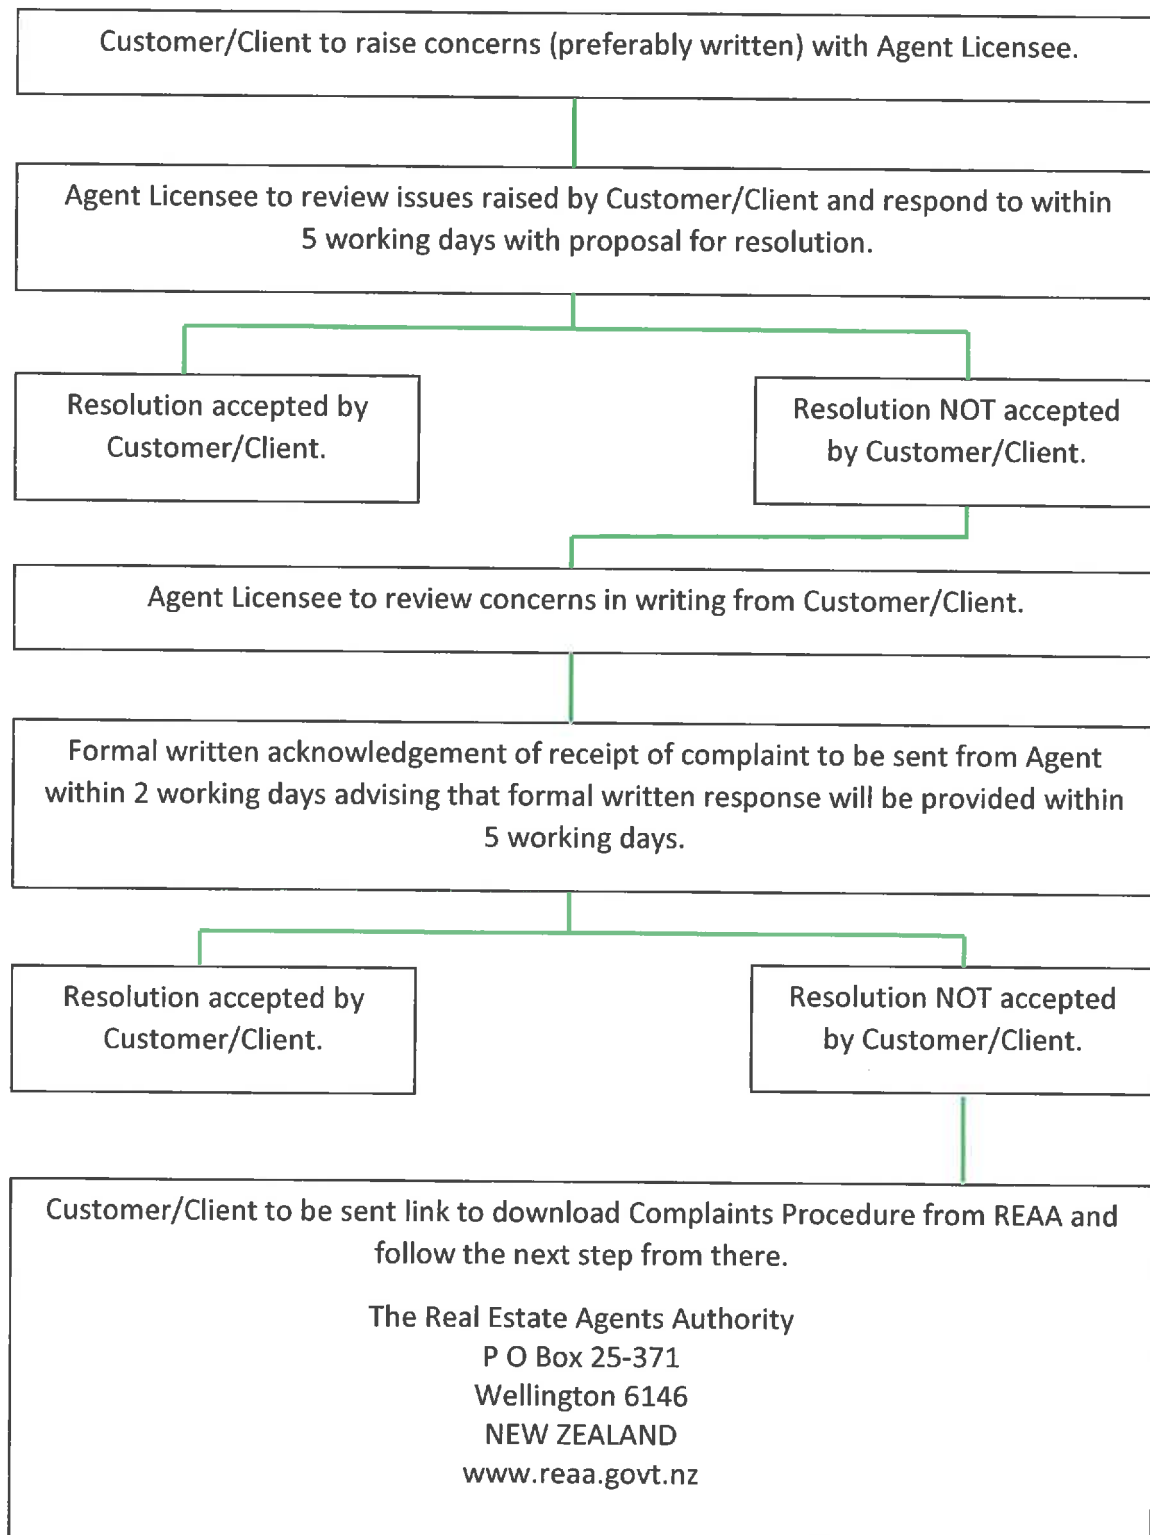 Customer/Client to raise concerns (preferably written) with Agent Licensee.
Agent Licensee to review issues raised by Customer/Client and respond to within
5 working days with proposal for resolution.
Resolution accepted by
Customer/Client.
Resolution NOT accepted
by Customer/Client.
Agent Licensee to review concerns in writing from Customer/Client.
Formal written acknowledgement of receipt of complaint to be sent from Agent
within 2 working days advising that formal written response will be provided within
5 working days.
Resolution accepted by
Customer/Client.
Resolution NOT accepted
by Customer/Client.
Customer/Client to be sent link to download Complaints Procedure from REAA and
follow the next step from there.
The Real Estate Agents Authority
P O Box 25-371
Wellington 6146
NEW ZEALAND
www.reaa.govt.nz